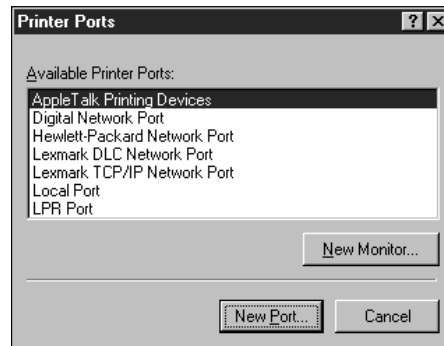 Printer Ports
Available Printer Ports:
AppleTalk Printing Devices
Digital Network Port
Hewlett-Packard Network Port
Lexmark DLC Network Port
Lexmark TCP/IP Network Port
Local Port
LPR Port
New Monitor...
New Port...
Cancel